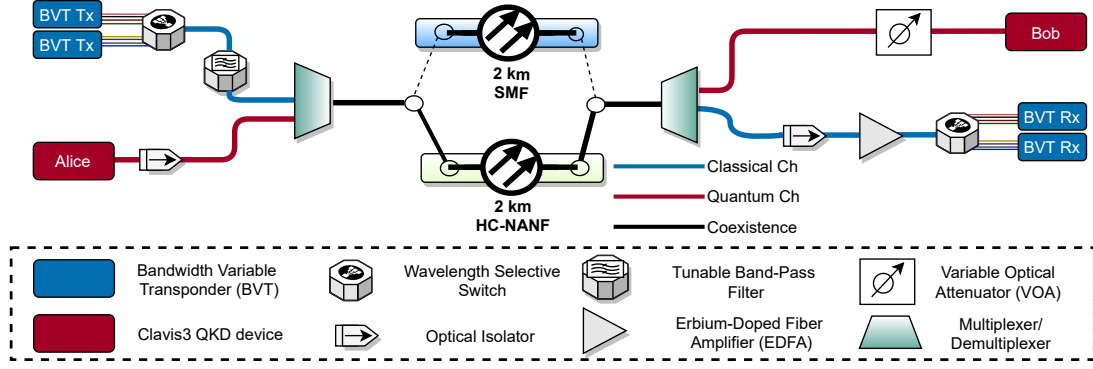 BVT Tx
BVT Tx
Alice
2 km
SMF
2 km
HC-NANF
Bob
BVT Rx
BVT Rx
Classical Ch
Quantum Ch
Coexistence
Bandwidth Variable
Transponder (BVT)
Wavelength Selective
Switch
Tunable Band-Pass
Filter
Variable Optical
Attenuator (VOA)
Clavis3 QKD device
Optical Isolator
Erbium-Doped Fiber
Amplifier (EDFA)
Multiplexer/
Demultiplexer